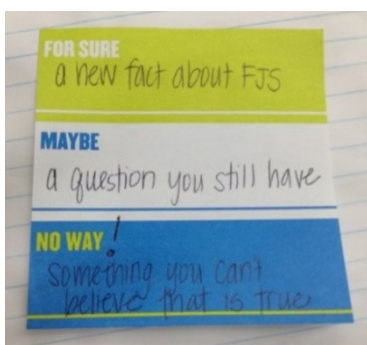 FOR SURE
a new fact about FJS
MAYBE
a question you still have
NO WAY!
something you can't
believe that is true